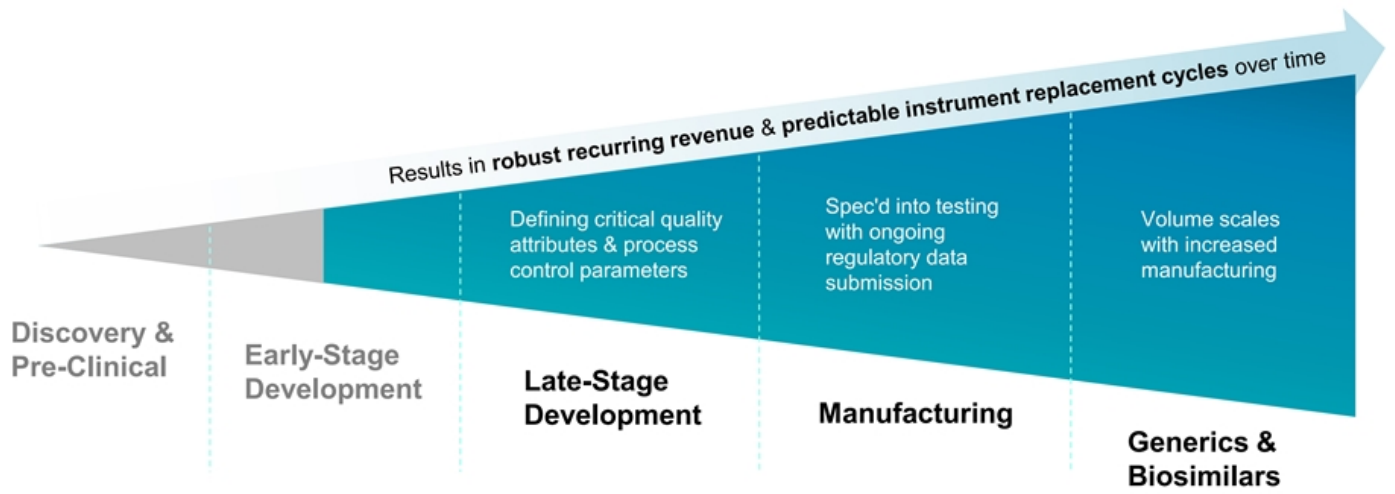 Results in robust recurring revenue & predictable instrument replacement cycles over time
Defining critical quality
attributes & process
control parameters
Spec'd into testing
with ongoing
regulatory data
submission
Volume scales
with increased
manufacturing
Discovery &
Pre-Clinical
Early-Stage
Development
Late-Stage
Development
Manufacturing
Generics &
Biosimilars